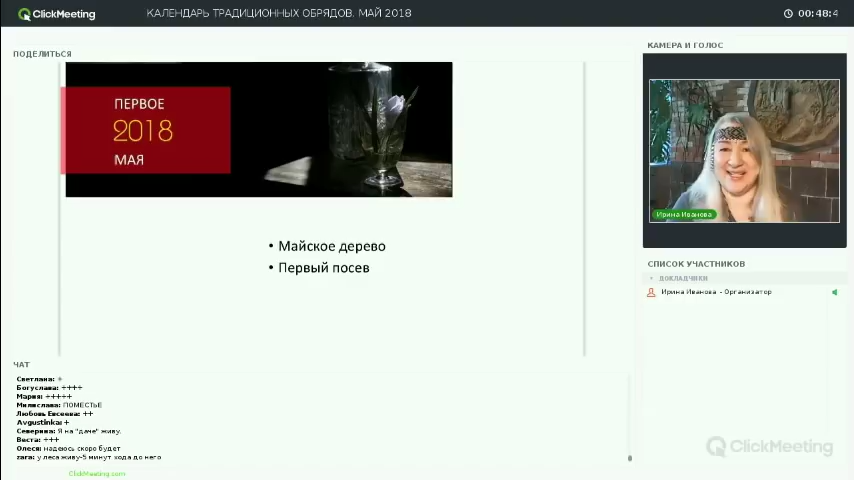 ClickMeeting
КАЛЕНДАРЬ ТРАДИЦИОННЫХ ОБРЯДОВ. МАЙ 2018
00:48:4
ПОДЕЛИТЬСЯ
ПЕРВОЕ
2018
МАЯ
• Майское дерево
• Первый посев
КАМЕРА И ГОЛОС
Ирина Иванова
СПИСОК УЧАСТНИКОВ
ДОКЛАДЧИКИ
Ирина Иванова - Организатор
ЧАТ
Светлана: +
Богуслава: ++++
Мария: +++++
Милислава: ПОМЕСТЬЕ
Любовь Евсеева: ++
Avgustinka: +
Северина: Я на "даче" живу.
Веста: +++
Олеся: надеюсь скоро будет
zara: у леса живу-5 минут хода до него
ClickMeeting.com
ClickMeeting